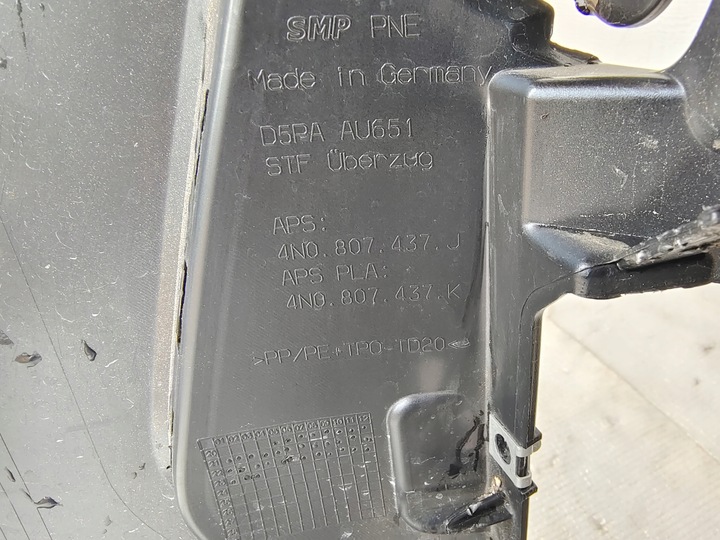 SMP PNE
Made in Germany
D5PA AU651
STF Überzug
APS:
4N0.807.437.J
APS PLA:
4N0.807.437.K
>PP/PE+TPO-TD20<